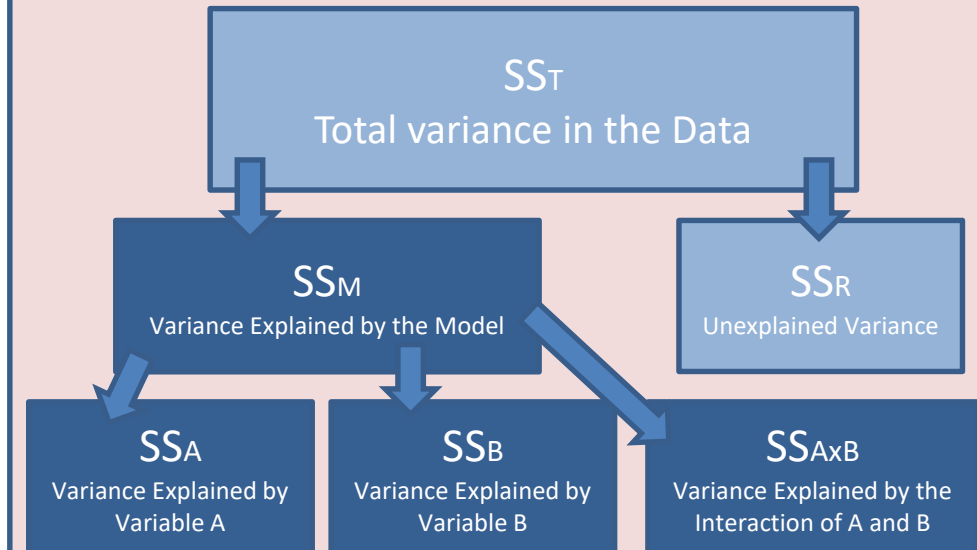 SST
Total variance in the Data
SSM
Variance Explained by the Model
SSR
Unexplained Variance
SSA
Variance Explained by
Variable A
SSB
Variance Explained by
Variable B
SSAxB
Variance Explained by the
Interaction of A and B